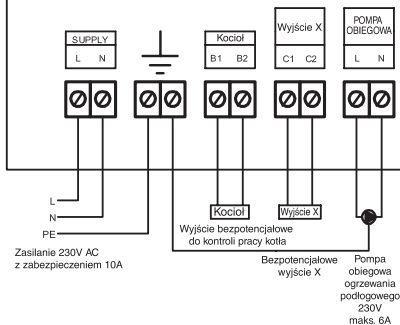 SUPPLY
L N
Kocioł
B1 B2
Wyjście X
C1 C2
POMPA
OBIEGOWA
L N
L
N
PE
Zasilanie 230V AC
z zabezpieczeniem 10A
Kocioł
Wyjście bezpotencjałowe
do kontroli pracy kotła
Wyjście X
Bezpotencjałowe
wyjście X
Pompa
obiegowa
ogrzewania
podłogowego
230V
maks. 6A